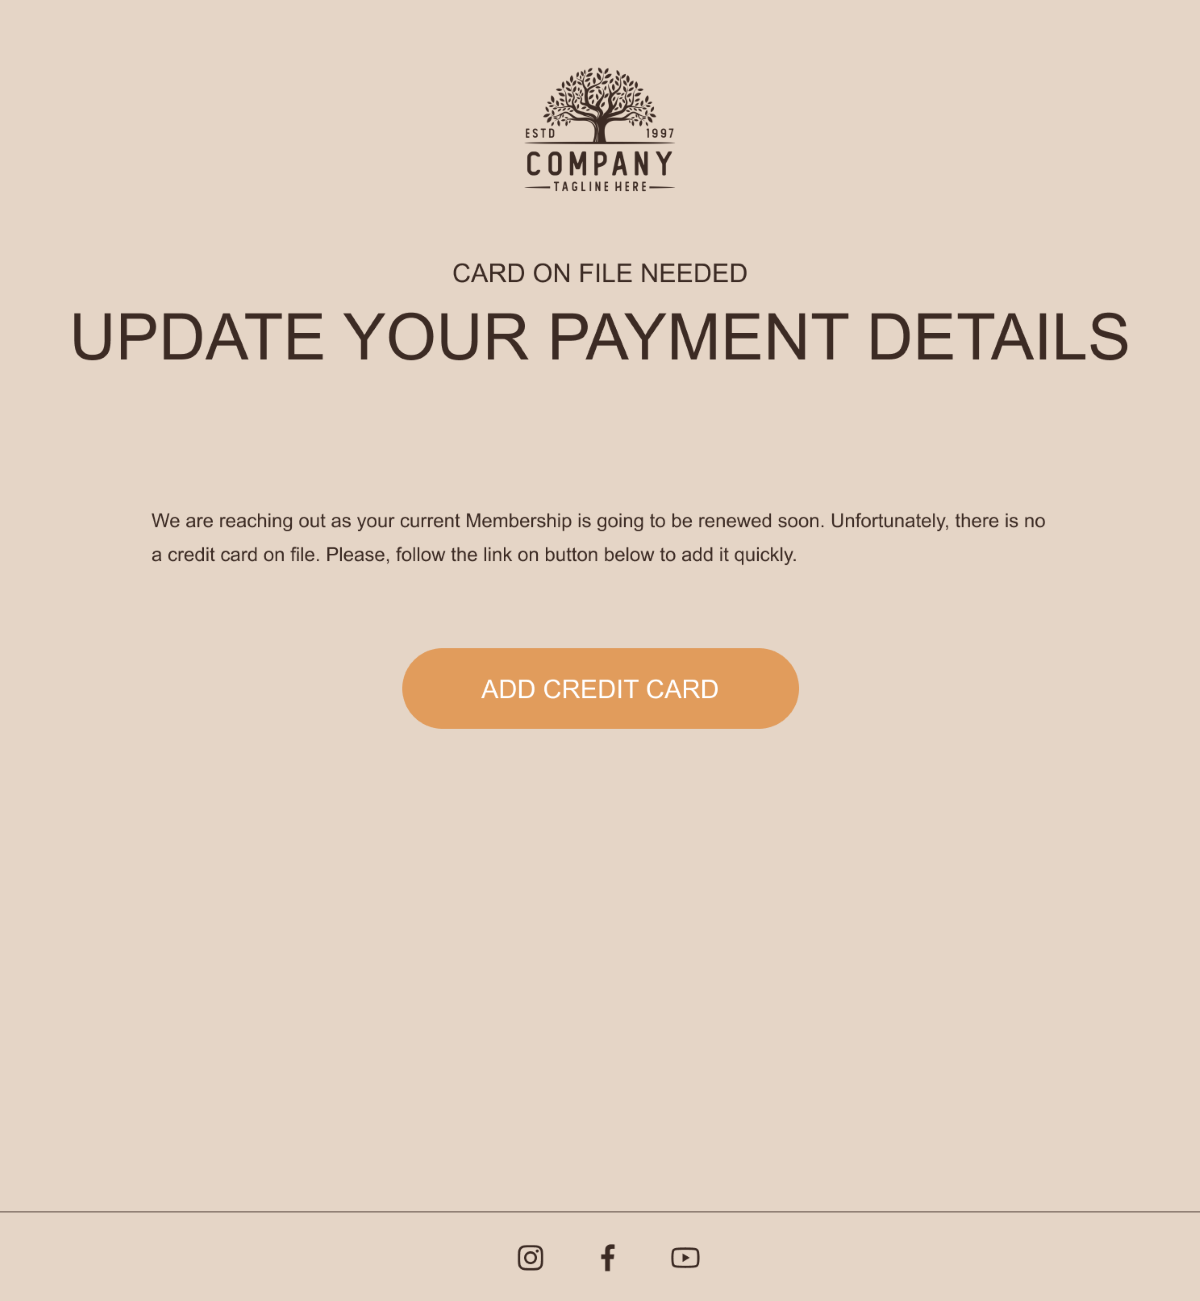 ESTD 1997
COMPANY
TAGLINE HERE
CARD ON FILE NEEDED
UPDATE YOUR PAYMENT DETAILS
We are reaching out as your current Membership is going to be renewed soon. Unfortunately, there is no
a credit card on file. Please, follow the link on button below to add it quickly.
ADD CREDIT CARD